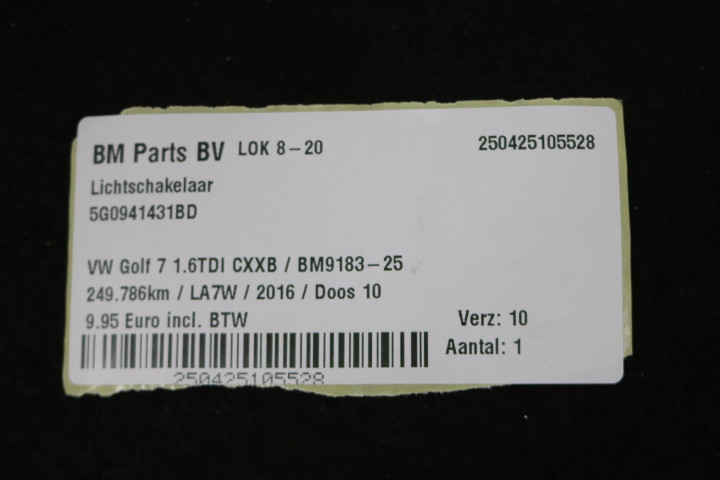 BM Parts BV LOK 8-20 250425105528
Lichtschakelaar
5G0941431BD
VW Golf 7 1.6TDI CXXB / BM9183-25
249.786km / LA7W / 2016 / Doos 10
9.95 Euro incl. BTW Verz: 10
Aantal: 1
250425105528